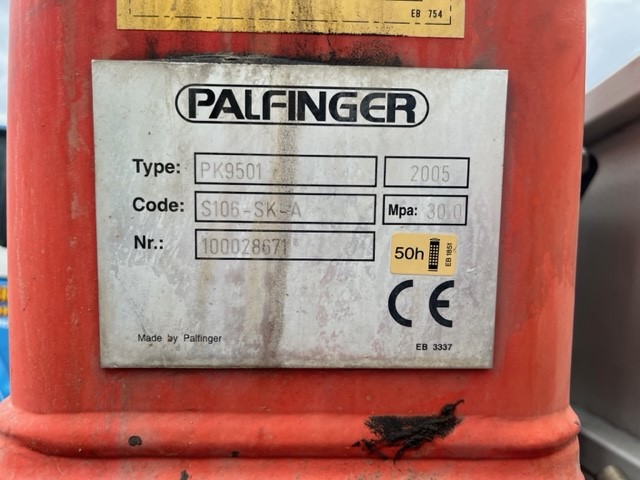 EB 754
PALFINGER
Type: PK9501 2005
Code: S106-SK-A Mpa: 30.0
Nr.: 100028671
50h EB 1851
CE
Made by Palfinger
EB 3337